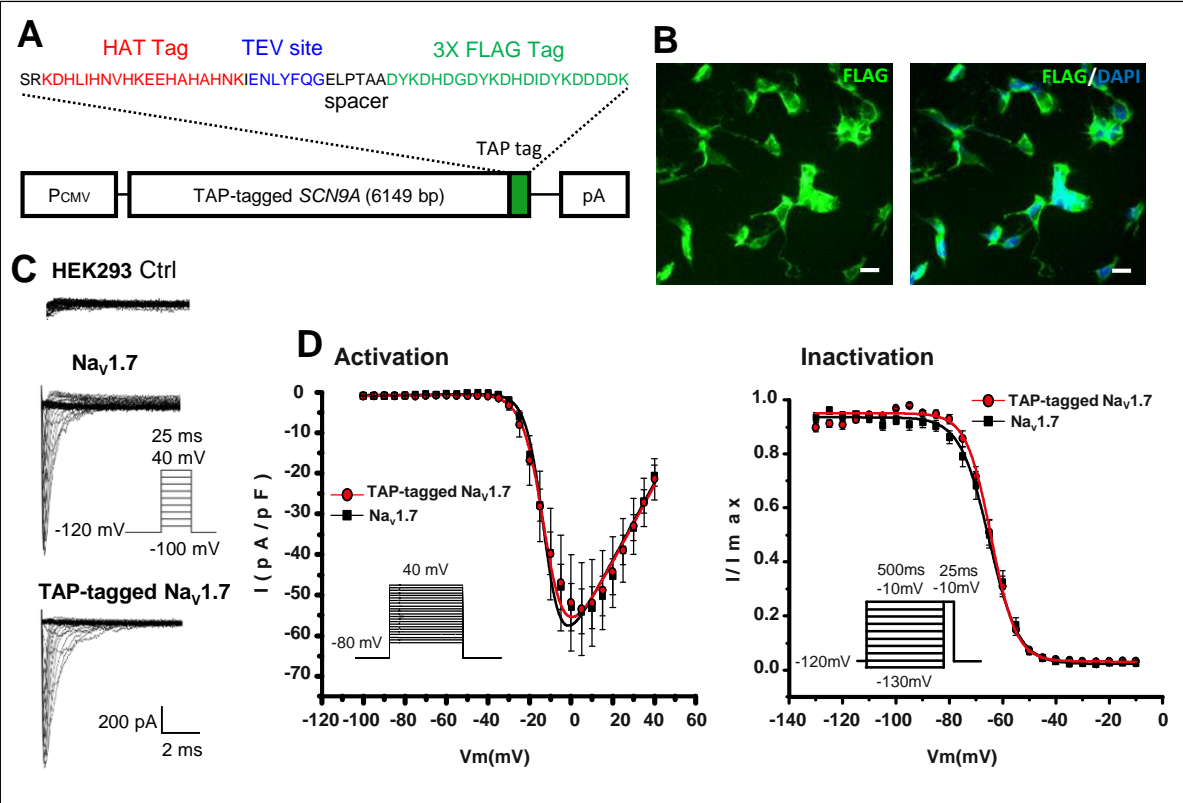 A
HAT Tag TEV site 3X FLAG Tag
SRKDHLIHNVHKEEHAHAHNKIENLYFQGELPTAADYKDHDGDYKDHDIDYKDDDDK
spacer
TAP tag
PCMV TAP-tagged SCN9A (6149 bp) pA
B
FLAG
FLAG/DAPI
C
HEK293 Ctrl
NaV1.7
25 ms
40 mV
-120 mV
-100 mV
TAP-tagged NaV1.7
200 pA
2 ms
D
Activation
0
-10
-20
-30
-40
-50
-60
-70
I (pA/pF)
TAP-tagged NaV1.7
Nav1.7
40 mV
-80 mV
-120 -100 -80 -60 -40 -20 0 20 40 60
Vm(mV)
Inactivation
1.0
0.8
0.6
0.4
0.2
0.0
I/Imax
TAP-tagged NaV1.7
Nav1.7
500ms 25ms
-10mV -10mV
-120mV
-130mV
-140 -120 -100 -80 -60 -40 -20 0
Vm(mV)